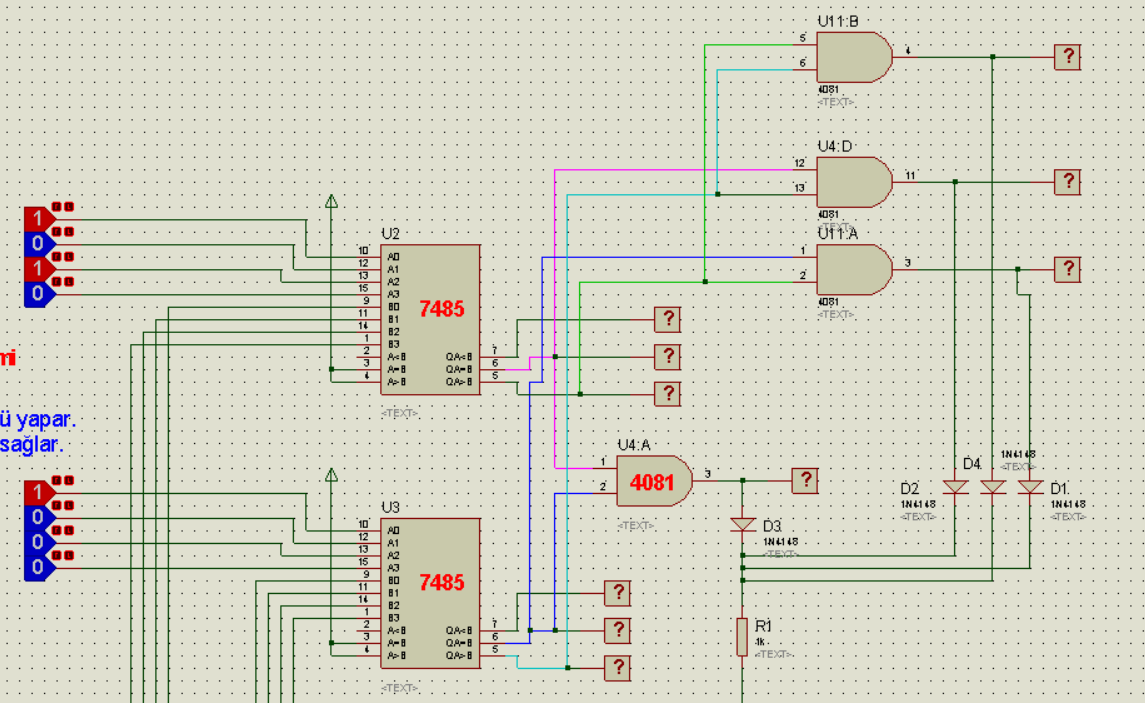 U11:B
5
4
6
?
4081
<TEXT>
U4:D
12
11
13
?
4081
<TEXT>
U11:A
1
3
2
?
4081
<TEXT>
1
0
1
0
U2
10 A0
12 A1
13 A2
15 A3
9 B0
11 B1
14 B2
1 B3
2 A<B
3 A=B
4 A>B
7485
QA<B 7
QA=B 6
QA>B 5
<TEXT>
?
?
?
mi
ü yapar.
sağlar.
U4:A
1
2
3
4081
<TEXT>
?
D3
1N4148
<TEXT>
D2
1N4148
<TEXT>
D4
1N4148
<TEXT>
D1
1N4148
<TEXT>
1
0
0
0
U3
10 A0
12 A1
13 A2
15 A3
9 B0
11 B1
14 B2
1 B3
2 A<B
3 A=B
4 A>B
7485
QA<B 7
QA=B 6
QA>B 5
<TEXT>
?
?
?
R1
1k
<TEXT>